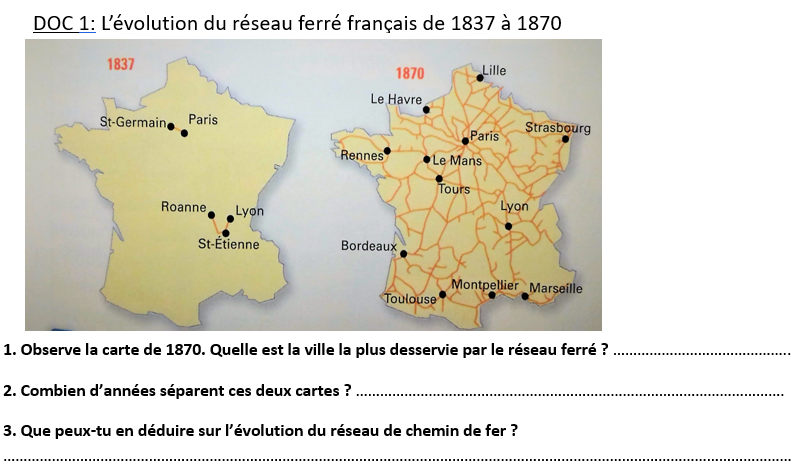 DOC 1: L’évolution du réseau ferré français de 1837 à 1870
1837
St-Germain
Paris
Roanne
Lyon
St-Étienne
1870
Lille
Le Havre
Paris
Strasbourg
Rennes
Le Mans
Tours
Lyon
Bordeaux
Montpellier
Marseille
Toulouse
1. Observe la carte de 1870. Quelle est la ville la plus desservie par le réseau ferré ? ............................................
2. Combien d’années séparent ces deux cartes ? ..........................................................................................................
3. Que peux-tu en déduire sur l’évolution du réseau de chemin de fer ?
....................................................................................................................................................................................................